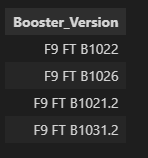 Booster_Version
F9 FT B1022
F9 FT B1026
F9 FT B1021.2
F9 FT B1031.2